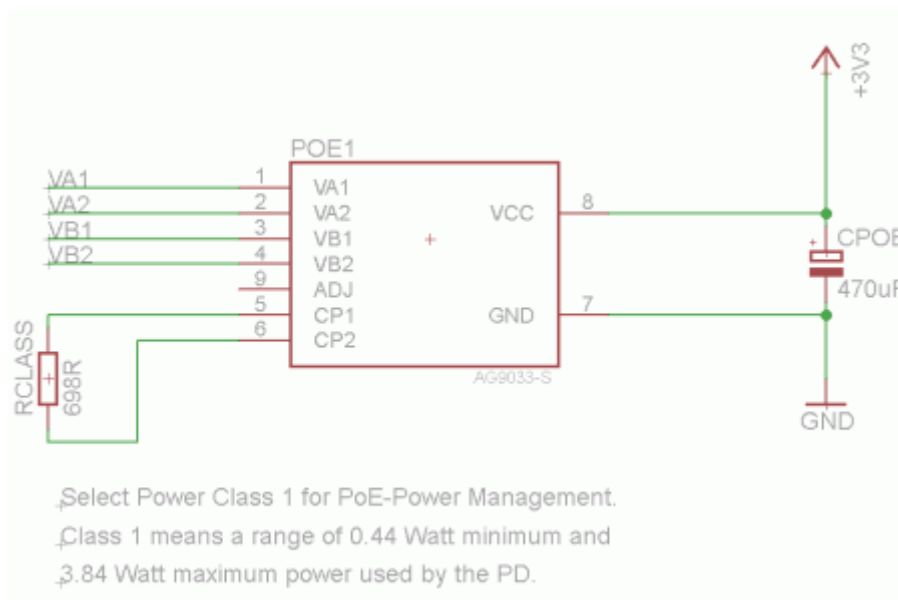 +3V3
POE1
VA1 1 VA1
VA2 2 VA2 VCC 8
VB1 3 VB1
VB2 4 VB2
9 ADJ
5 CP1 GND 7
6 CP2
+ CPOE
470uF
RCLASS
698R
AG9033-S
GND
Select Power Class 1 for PoE-Power Management.
Class 1 means a range of 0.44 Watt minimum and
3.84 Watt maximum power used by the PD.